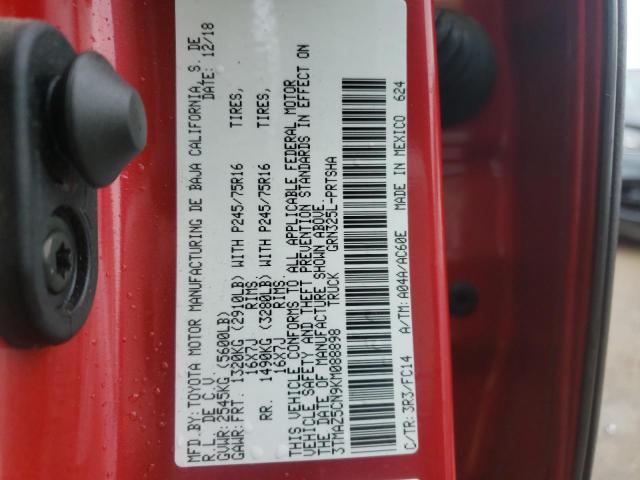 MFD.BY:TOYOTA MOTOR MANUFACTURING DE BAJA CALIFORNIA, S. DE
R.L. DE C.V. DATE: 12/18
GVWR: 2545KG (5600LB)
GAWR:FRT. 1320KG (2910LB) WITH P245/75R16 TIRES,
16X7J RIMS
RR. 1490KG (3280LB) WITH P245/75R16 TIRES,
16X7J RIMS.
THIS VEHICLE CONFORMS TO ALL APPLICABLE FEDERAL MOTOR
VEHICLE SAFETY AND THEFT PREVENTION STANDARDS IN EFFECT ON
THE DATE OF MANUFACTURE SHOWN ABOVE.
3TMAZ5CN9KM088898 TRUCK GRN325L-PRTSHA
C/TR: 3R3/FC14 A/TM: A04A/AC60E MADE IN MEXICO 624